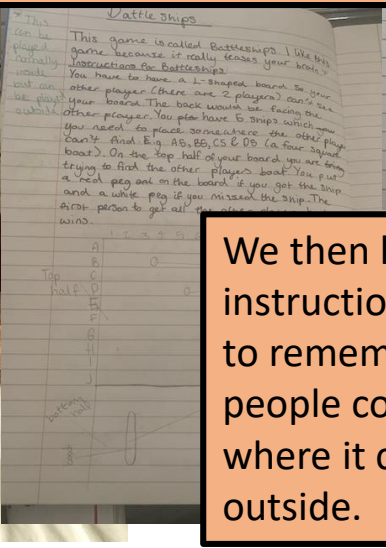 Battle ships
* This
can be
played
normally
inside
but can
be played
outside
This game is called Battleships. I like this
game because it really teases your brain.
Instructions for Battleships
You have to have a L-shaped board so your
other player (there are 2 players) can't see
your board. The back would be facing the
other player. You have 5 ships which
you need to place somewhere the other player
can't find. E.g. A5, B5, C5 & D5 (a four square
boat). On the top half of your board you are
trying to find the other players boat. You put
a red peg on the board if you got the ship
and a white peg if you missed the ship. The
first person to get all the
wins.
1 2 3 4 5
A
B
C
D
E
F
G
H
I
J
Top
half
bottom
half
We then
instructio
to remem
people co
where it
outside.